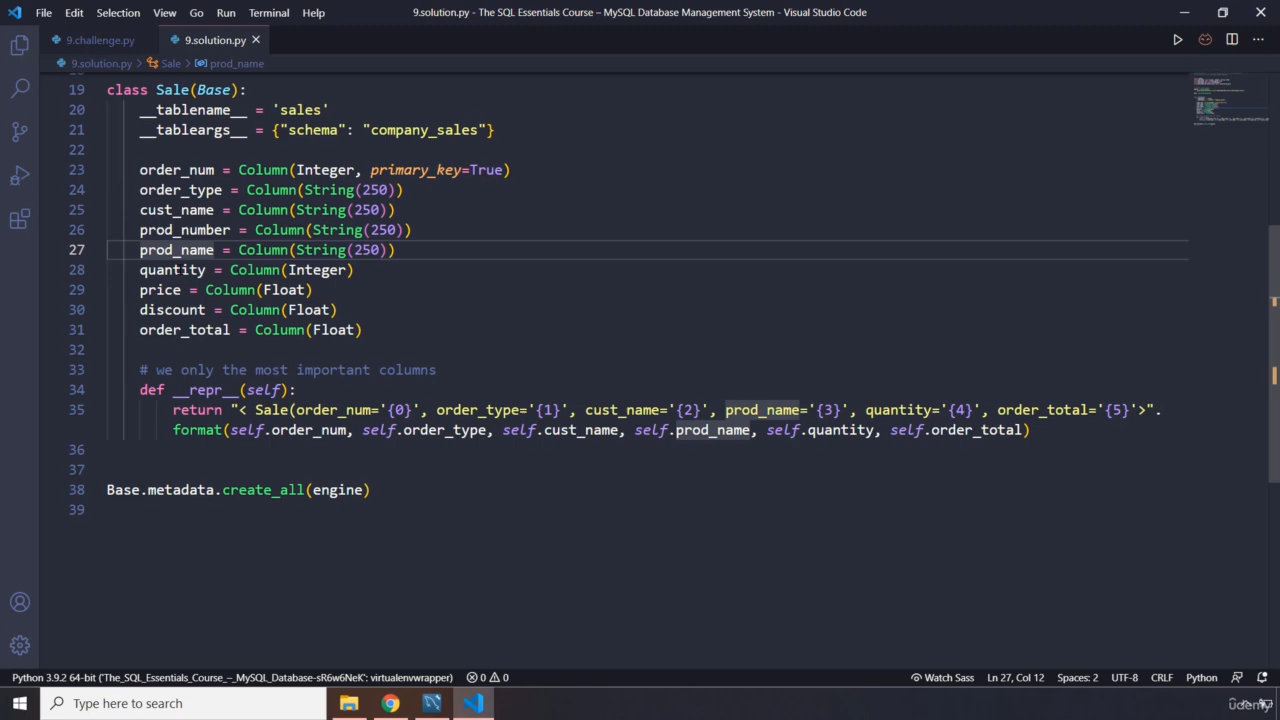 File Edit Selection View Go Run Terminal Help 9.solution.py - The SQL Essentials Course – MySQL Database Management System - Visual Studio Code
9.challenge.py 9.solution.py
9.solution.py > Sale > prod_name
19 class Sale(Base):
20 __tablename__ = 'sales'
21 __tableargs__ = {"schema": "company_sales"}
22
23 order_num = Column(Integer, primary_key=True)
24 order_type = Column(String(250))
25 cust_name = Column(String(250))
26 prod_number = Column(String(250))
27 prod_name = Column(String(250))
28 quantity = Column(Integer)
29 price = Column(Float)
30 discount = Column(Float)
31 order_total = Column(Float)
32
33 # we only the most important columns
34 def __repr__(self):
35 return "< Sale(order_num='{0}', order_type='{1}', cust_name='{2}', prod_name='{3}', quantity='{4}', order_total='{5}'>".
format(self.order_num, self.order_type, self.cust_name, self.prod_name, self.quantity, self.order_total)
36
37
38 Base.metadata.create_all(engine)
39
Python 3.9.2 64-bit ('The_SQL_Essentials_Course_–_MySQL_Database-sR6w6NeK': virtualenvwrapper) 0 0 Watch Sass Ln 27, Col 12 Spaces: 2 UTF-8 CRLF Python
Type here to search
udemy